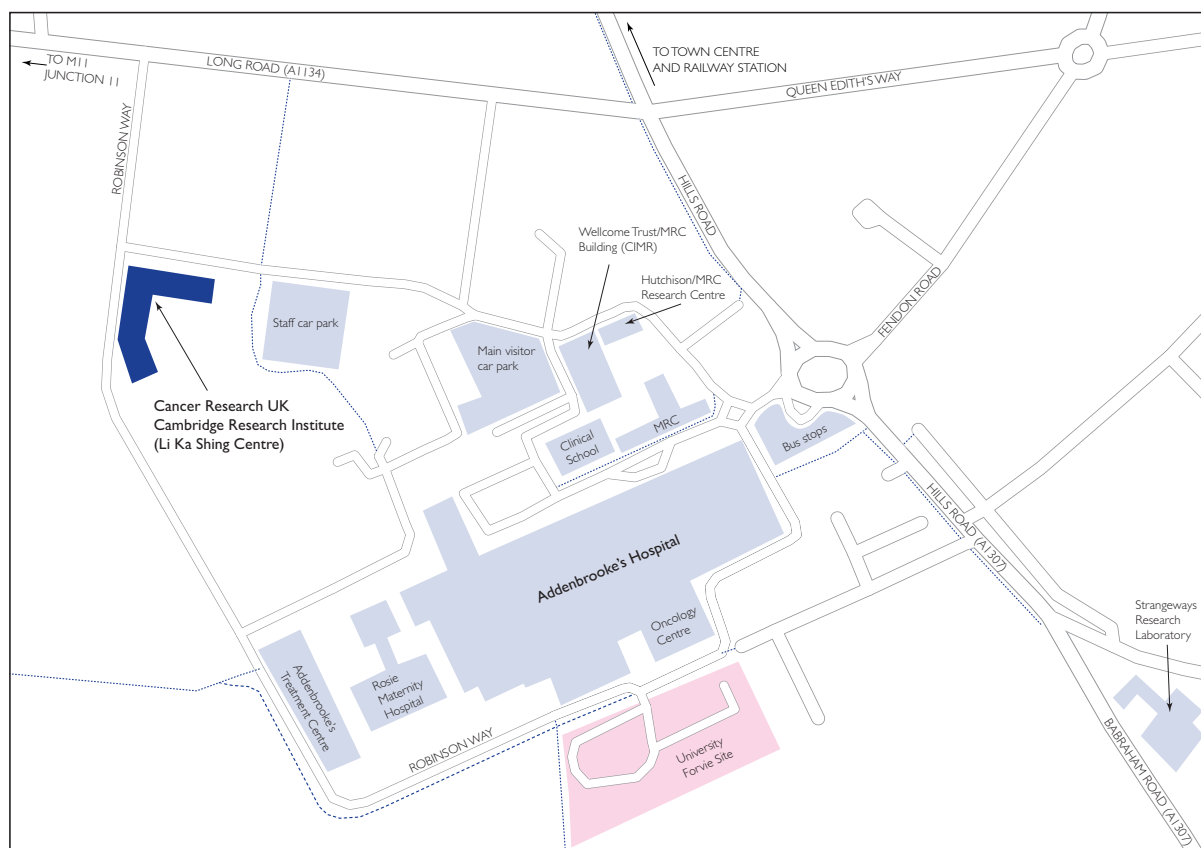 TO M11
JUNCTION 11
LONG ROAD (A1134)
TO TOWN CENTRE
AND RAILWAY STATION
QUEEN EDITH'S WAY
ROBINSON WAY
HILLS ROAD
Wellcome Trust/MRC
Building (CIMR)
Hutchison/MRC
Research Centre
FENDON ROAD
Staff car park
Main visitor
car park
Cancer Research UK
Cambridge Research Institute
(Li Ka Shing Centre)
Clinical
School
MRC
Bus stops
HILLS ROAD (A1307)
Addenbrooke's Hospital
Oncology
Centre
Strangeways
Research
Laboratory
Addenbrooke's
Treatment Centre
Rosie
Maternity
Hospital
ROBINSON WAY
University
Forvie Site
BABRAHAM ROAD (A1307)